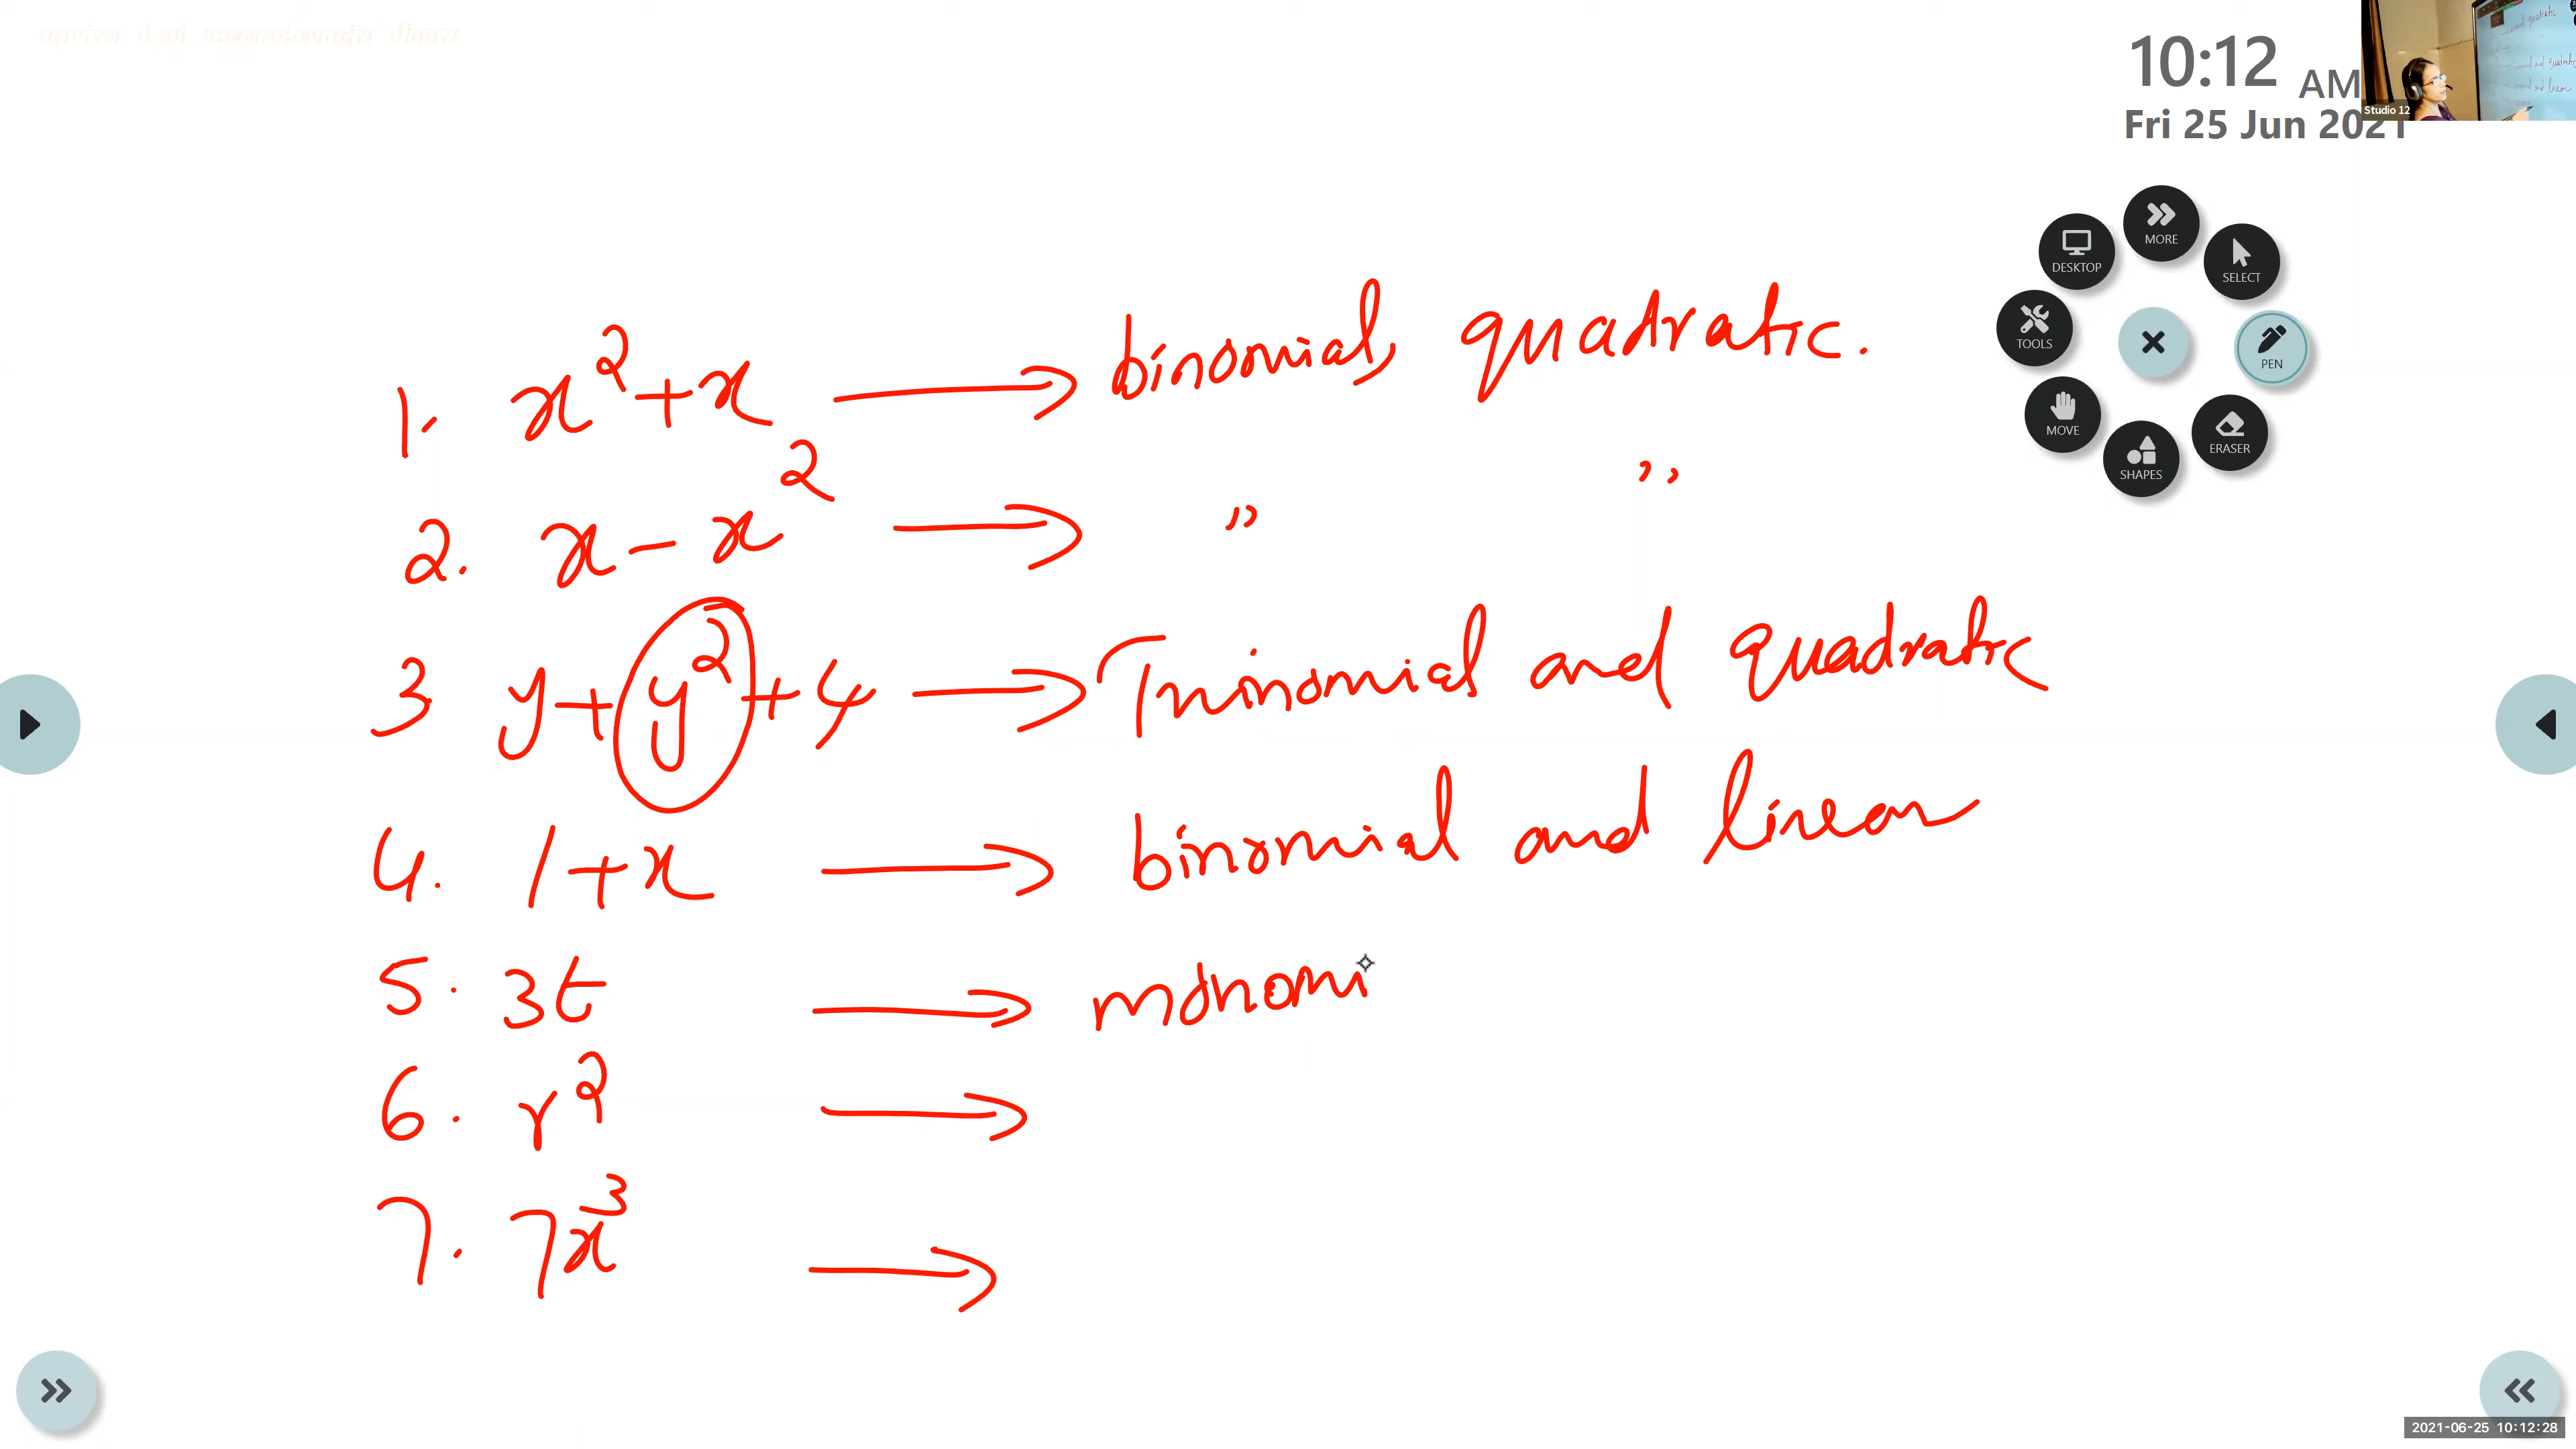 10:12 AM
Fri 25 Jun 2021
Studio 12
MORE
DESKTOP
SELECT
TOOLS
PEN
MOVE
ERASER
SHAPES
1. x²+x → binomial, quadratic.
2. x - x² → " "
3 y+y²+4 → Trinomial and quadratic
4. 1+x → binomial and linear
5. 3t → monomi
6. r² →
7. 7x³ →
2021-06-25 10:12:28